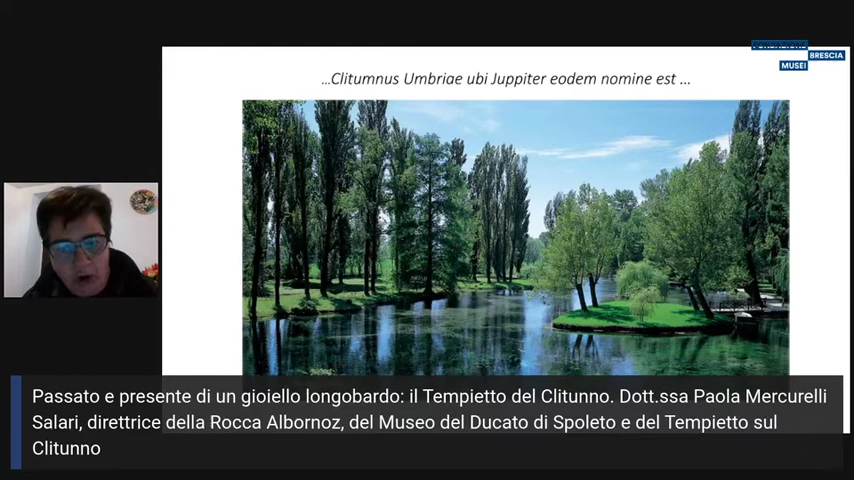 BRESCIA
MUSEI
...Clitumnus Umbriae ubi Juppiter eodem nomine est ...
Passato e presente di un gioiello longobardo: il Tempietto del Clitunno. Dott.ssa Paola Mercurelli
Salari, direttrice della Rocca Albornoz, del Museo del Ducato di Spoleto e del Tempietto sul
Clitunno